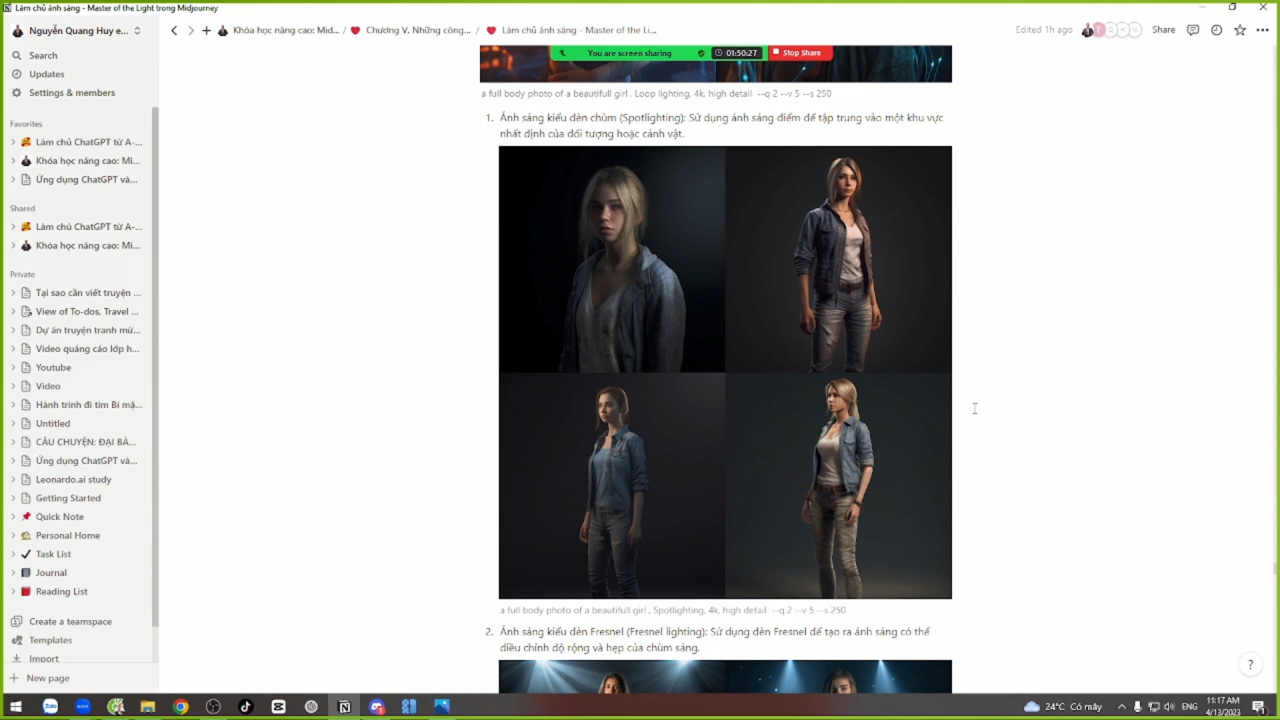 Làm chủ ánh sáng - Master of the Light trong Midjourney
Nguyễn Quang Huy e...
Khóa học nâng cao: Mid... / Chương V. Những công... / Làm chủ ánh sáng - Master of the Li...
Edited 1h ago
Share
Search
Updates
Settings & members
Favorites
Làm chủ ChatGPT từ A-...
Khóa học nâng cao: Mi...
Ứng dụng ChatGPT và...
Shared
Làm chủ ChatGPT từ A-...
Khóa học nâng cao: Mi...
Private
Tại sao cần viết truyện ...
View of To-dos, Travel ...
Dự án truyện tranh mù...
Video quảng cáo lớp h...
Youtube
Video
Hành trình đi tìm Bí mậ...
Untitled
CÂU CHUYỆN: ĐẠI BÀ...
Ứng dụng ChatGPT và...
Leonardo.ai study
Getting Started
Quick Note
Personal Home
Task List
Journal
Reading List
Create a teamspace
Templates
Import
New page
You are screen sharing
01:50:27
Stop Share
a full body photo of a beautifull girl . Loop lighting, 4k, high detail --q 2 --v 5 --s 250
1. Ánh sáng kiểu đèn chùm (Spotlighting): Sử dụng ánh sáng điểm để tập trung vào một khu vực
nhất định của đối tượng hoặc cảnh vật.
a full body photo of a beautifull girl . Spotlighting, 4k, high detail --q 2 --v 5 --s 250
2. Ánh sáng kiểu đèn Fresnel (Fresnel lighting): Sử dụng đèn Fresnel để tạo ra ánh sáng có thể
điều chỉnh độ rộng và hẹp của chùm sáng.
?
24°C Có mây
ENG
11:17 AM
4/13/2023